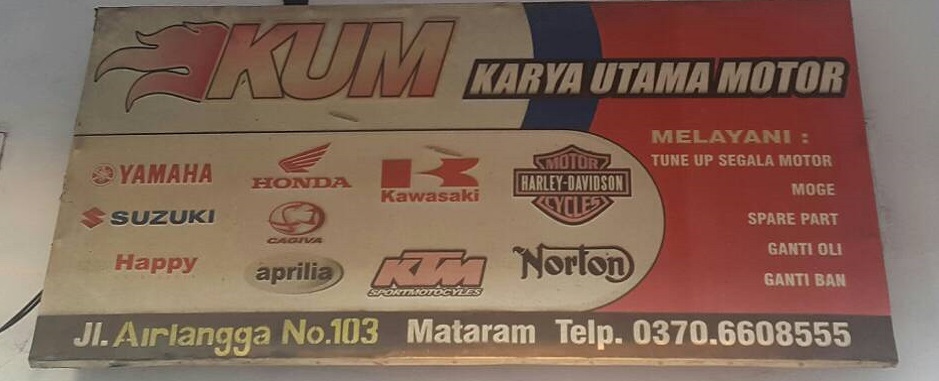 KUM
KARYA UTAMA MOTOR
YAMAHA
HONDA
Kawasaki
MOTOR
HARLEY-DAVIDSON
CYCLES
SUZUKI
CAGIVA
Happy
aprilia
KTM
SPORTMOTOCYLES
Norton
MELAYANI :
TUNE UP SEGALA MOTOR
MOGE
SPARE PART
GANTI OLI
GANTI BAN
Jl. Airlangga No.103 Mataram Telp. 0370.6608555